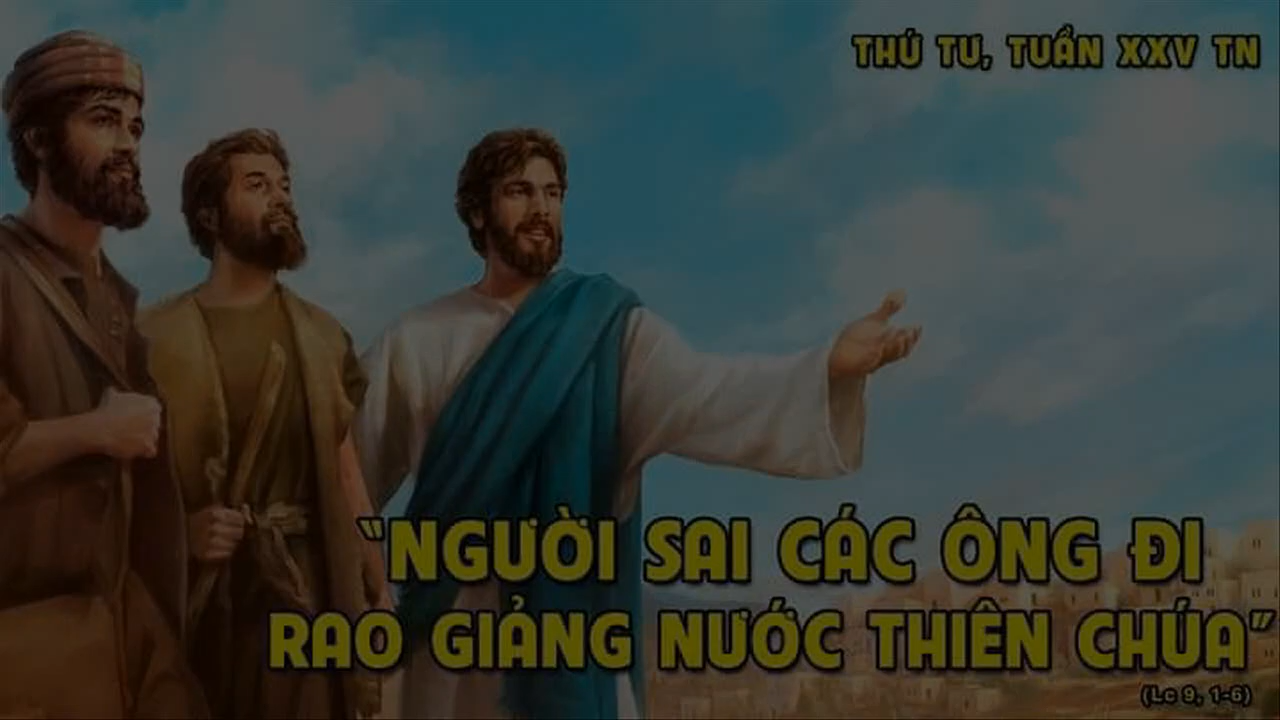 THỨ TƯ, TUẦN XXV TN
“NGƯỜI SAI CÁC ÔNG ĐI
RAO GIẢNG NƯỚC THIÊN CHÚA”
(Lc 9, 1-6)